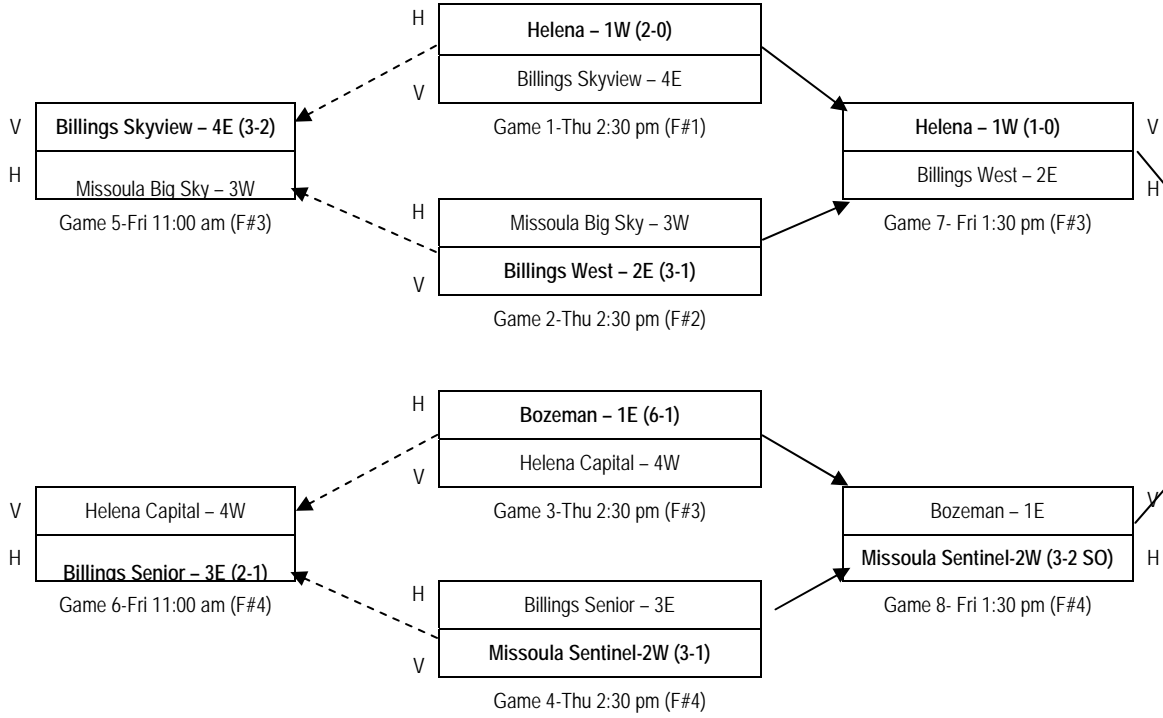 H
Helena – 1W (2-0)
V
Billings Skyview – 4E
Game 1-Thu 2:30 pm (F#1)
V
Billings Skyview – 4E (3-2)
H
Missoula Big Sky – 3W
Game 5-Fri 11:00 am (F#3)
Helena – 1W (1-0)
V
Billings West – 2E
H
Game 7- Fri 1:30 pm (F#3)
H
Missoula Big Sky – 3W
V
Billings West – 2E (3-1)
Game 2-Thu 2:30 pm (F#2)
H
Bozeman – 1E (6-1)
V
Helena Capital – 4W
Game 3-Thu 2:30 pm (F#3)
V
Helena Capital – 4W
H
Billings Senior – 3E (2-1)
Game 6-Fri 11:00 am (F#4)
Bozeman – 1E
V
Missoula Sentinel-2W (3-2 SO)
H
Game 8- Fri 1:30 pm (F#4)
H
Billings Senior – 3E
V
Missoula Sentinel-2W (3-1)
Game 4-Thu 2:30 pm (F#4)